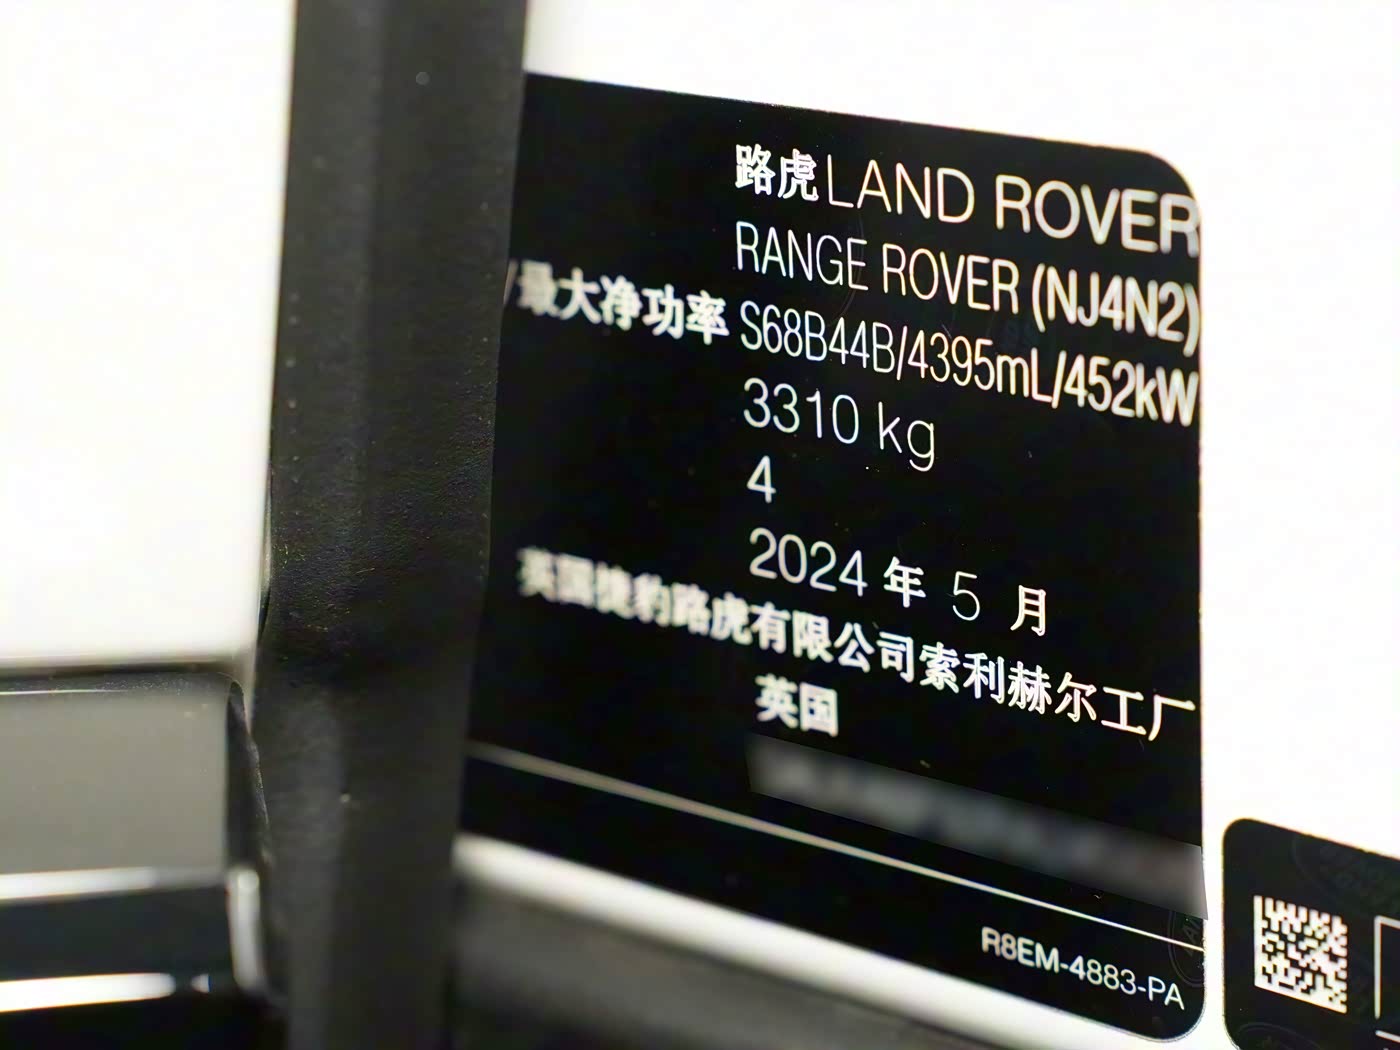 路虎LAND ROVER
RANGE ROVER (NJ4N2)
/最大净功率 S68B44B/4395mL/452kW
3310 kg
4
2024 年 5 月
英国捷豹路虎有限公司索利赫尔工厂
英国
R8EM-4883-PA